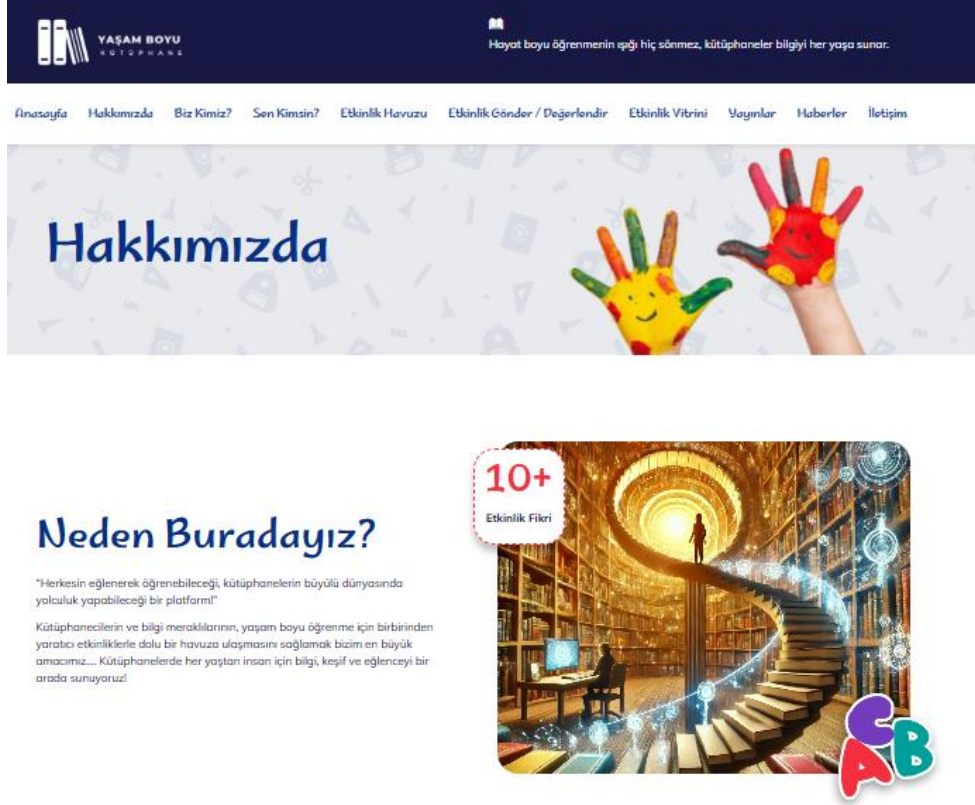 YAŞAM BOYU
KÜTÜPHANE
Hayat boyu öğrenmenin ışığı hiç sönmez, kütüphaneler bilgiyi her yaşa sunar.
Anasayfa Hakkımızda Biz Kimiz? Sen Kimsin? Etkinlik Havuzu Etkinlik Gönder / Değerlendir Etkinlik Vitrini Yayınlar Haberler İletişim
Hakkımızda
10+
Etkinlik Fikri
Neden Buradayız?
"Herkesin eğlenerek öğrenebileceği, kütüphanelerin büyülü dünyasında
yolculuk yapabileceği bir platform!"
Kütüphanecilerin ve bilgi meraklılarının, yaşam boyu öğrenme için birbirinden
yaratıcı etkinliklerle dolu bir havuza ulaşmasını sağlamak bizim en büyük
amacımız.... Kütüphanelerde her yaştan insan için bilgi, keşif ve eğlenceyi bir
arada sunuyoruz!
C
A B